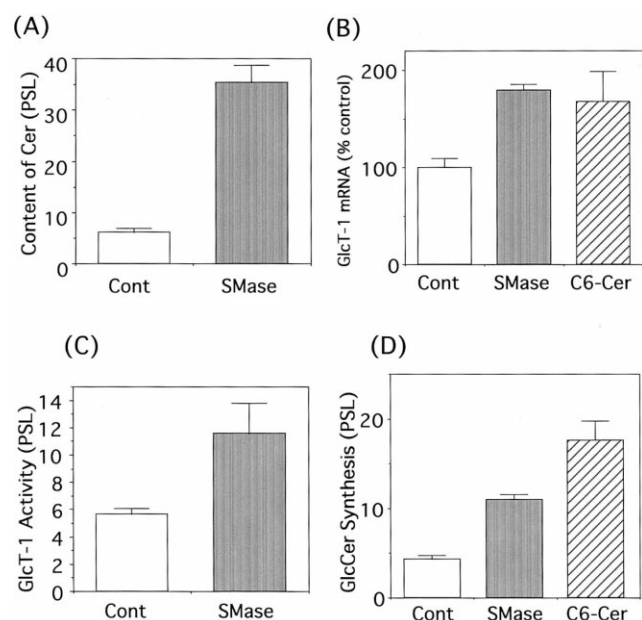 (A)
Content of Cer (PSL)
40
30
20
10
0
Cont SMase
(B)
GlcT-1 mRNA (% control)
200
100
0
Cont SMase C6-Cer
(C)
GlcT-1 Activity (PSL)
14
12
10
8
6
4
2
0
Cont SMase
(D)
GlcCer Synthesis (PSL)
20
10
0
Cont SMase C6-Cer